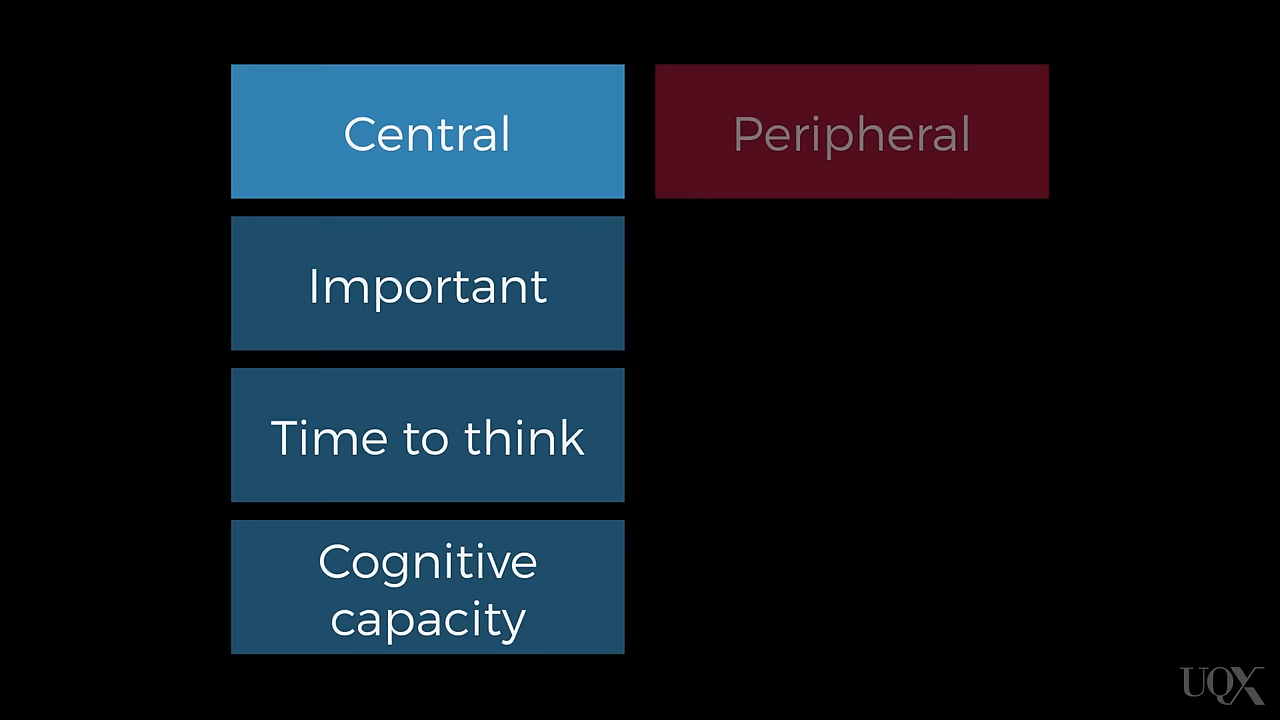 Central
Peripheral
Important
Time to think
Cognitive
capacity
UQX